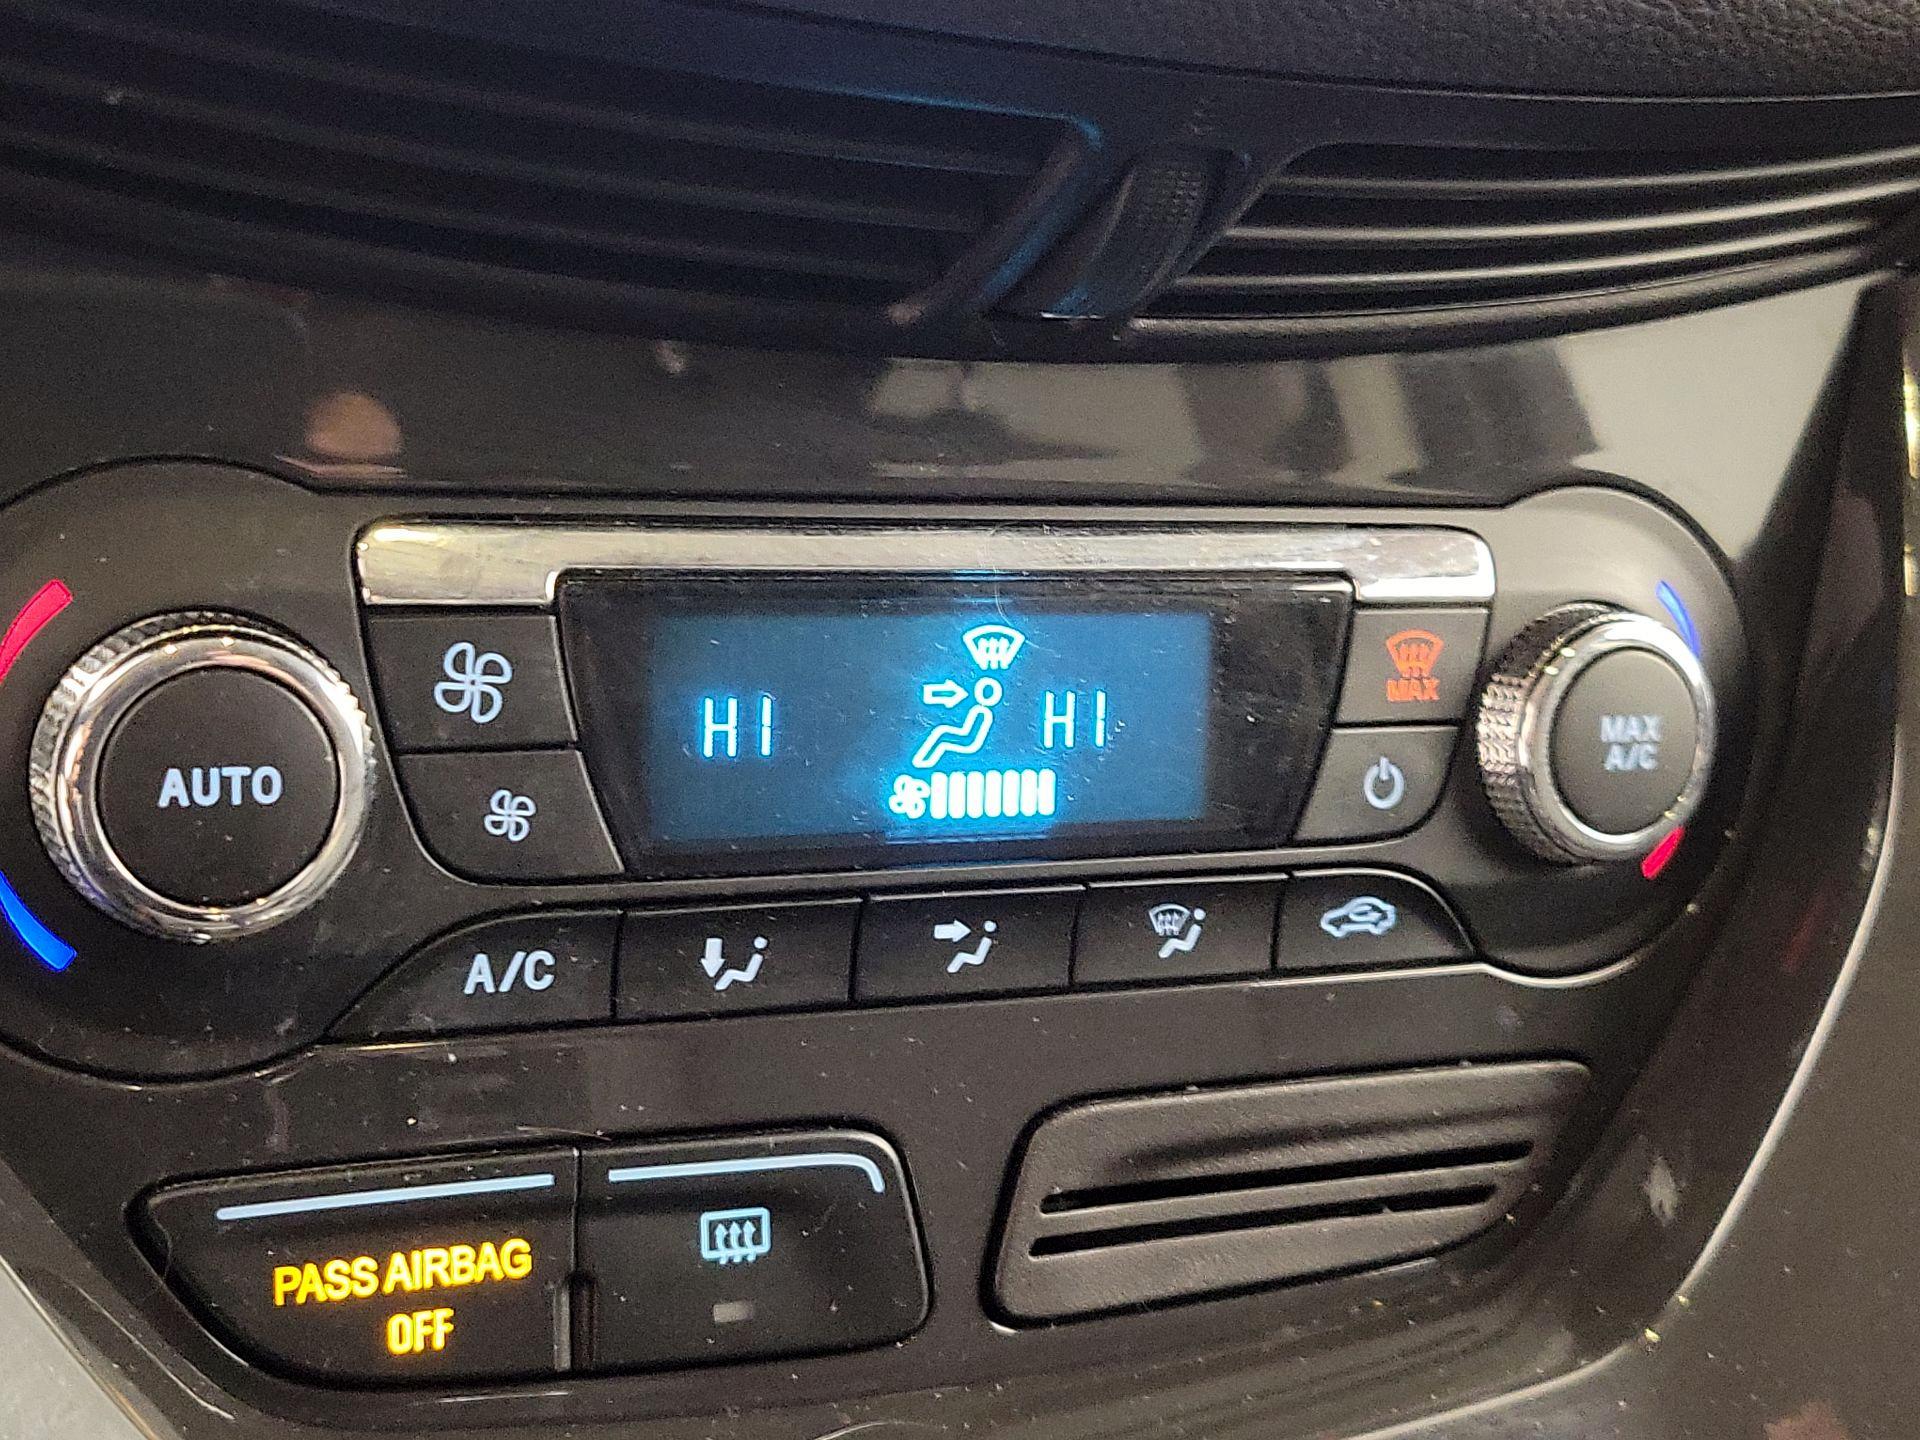 HI HI
MAX
AUTO
MAX
A/C
A/C
PASS AIRBAG
OFF